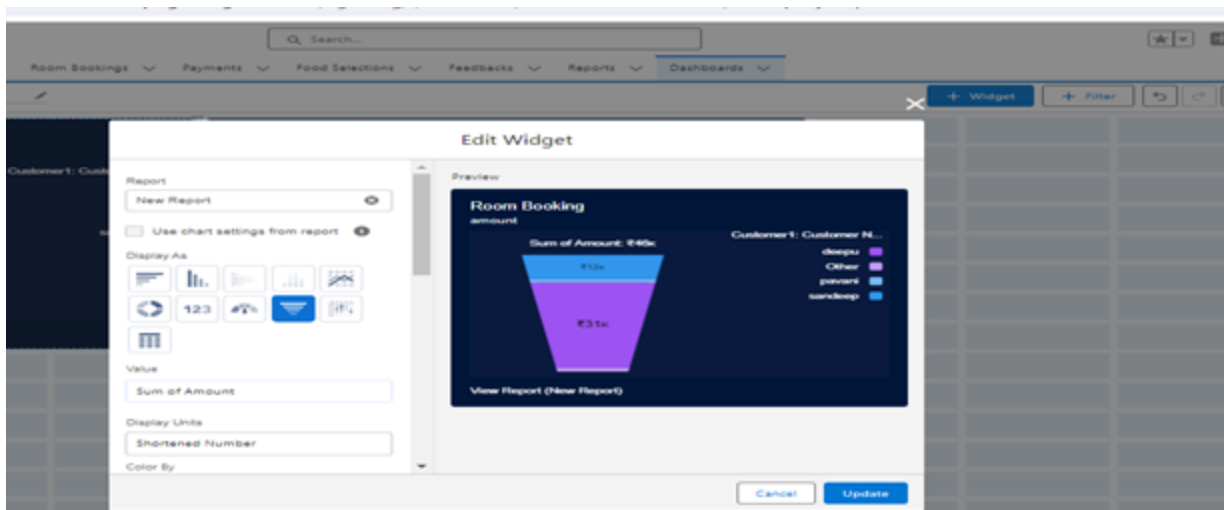 Search...
Room Bookings Payments Food Selections Feedbacks Reports Dashboards
+ Widget + Filter
Edit Widget
Customer1:
Report
New Report
Use chart settings from report
Display As
123
Value
Sum of Amount
Display Units
Shortened Number
Color By
Preview
Room Booking
amount
Sum of Amount: ₹46k
₹12k
₹31k
Customer1: Customer N...
deepu
Other
pavani
sandeep
View Report (New Report)
Cancel Update